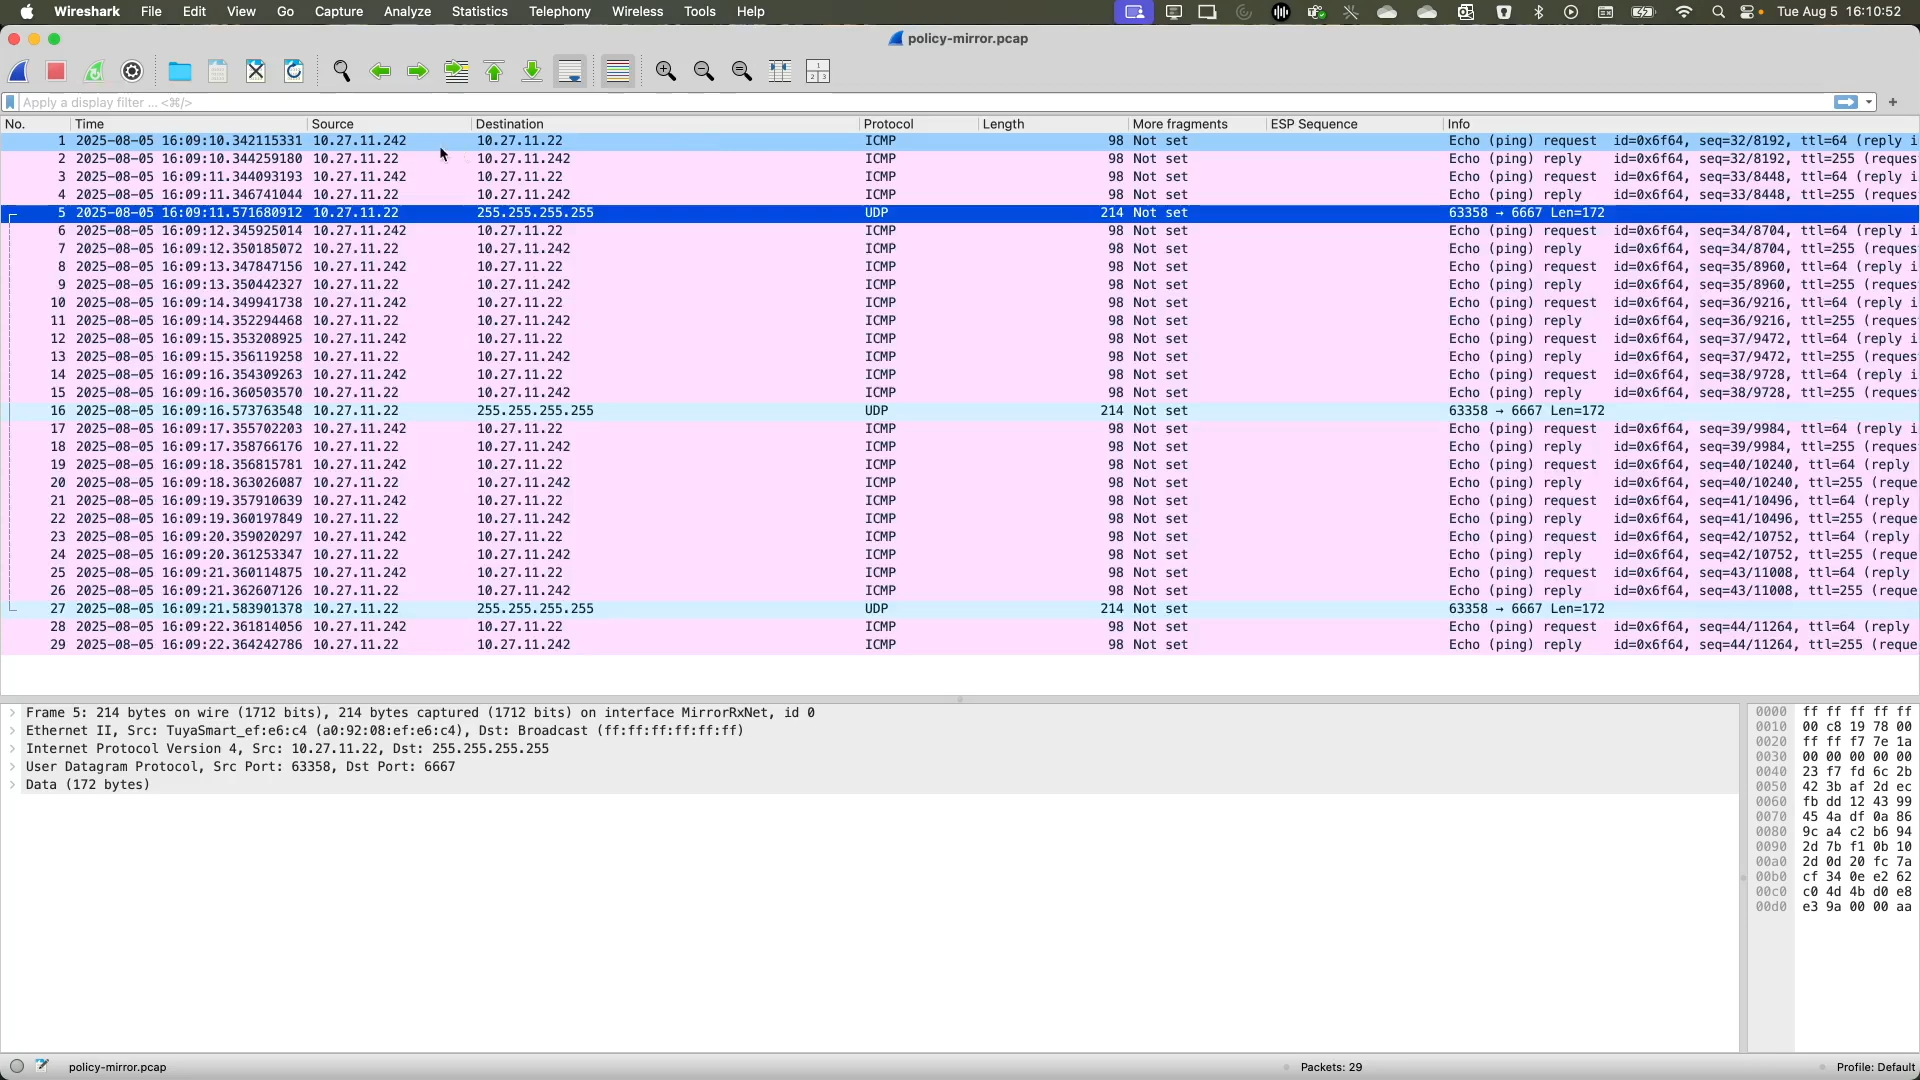 Wireshark File Edit View Go Capture Analyze Statistics Telephony Wireless Tools Help Tue Aug 5 16:10:52
policy-mirror.pcap
Apply a display filter ... <⌘/>
No. Time Source Destination Protocol Length More fragments ESP Sequence Info
1 2025-08-05 16:09:10.342115331 10.27.11.242 10.27.11.22 ICMP 98 Not set Echo (ping) request id=0x6f64, seq=32/8192, ttl=64 (reply i
2 2025-08-05 16:09:10.344259180 10.27.11.22 10.27.11.242 ICMP 98 Not set Echo (ping) reply id=0x6f64, seq=32/8192, ttl=255 (reques
3 2025-08-05 16:09:11.344093193 10.27.11.242 10.27.11.22 ICMP 98 Not set Echo (ping) request id=0x6f64, seq=33/8448, ttl=64 (reply i
4 2025-08-05 16:09:11.346741044 10.27.11.22 10.27.11.242 ICMP 98 Not set Echo (ping) reply id=0x6f64, seq=33/8448, ttl=255 (reques
5 2025-08-05 16:09:11.571680912 10.27.11.22 255.255.255.255 UDP 214 Not set 63358 → 6667 Len=172
6 2025-08-05 16:09:12.345925014 10.27.11.242 10.27.11.22 ICMP 98 Not set Echo (ping) request id=0x6f64, seq=34/8704, ttl=64 (reply i
7 2025-08-05 16:09:12.350185072 10.27.11.22 10.27.11.242 ICMP 98 Not set Echo (ping) reply id=0x6f64, seq=34/8704, ttl=255 (reques
8 2025-08-05 16:09:13.347847156 10.27.11.242 10.27.11.22 ICMP 98 Not set Echo (ping) request id=0x6f64, seq=35/8960, ttl=64 (reply i
9 2025-08-05 16:09:13.350442327 10.27.11.22 10.27.11.242 ICMP 98 Not set Echo (ping) reply id=0x6f64, seq=35/8960, ttl=255 (reques
10 2025-08-05 16:09:14.349941738 10.27.11.242 10.27.11.22 ICMP 98 Not set Echo (ping) request id=0x6f64, seq=36/9216, ttl=64 (reply i
11 2025-08-05 16:09:14.352294468 10.27.11.22 10.27.11.242 ICMP 98 Not set Echo (ping) reply id=0x6f64, seq=36/9216, ttl=255 (reques
12 2025-08-05 16:09:15.353208925 10.27.11.242 10.27.11.22 ICMP 98 Not set Echo (ping) request id=0x6f64, seq=37/9472, ttl=64 (reply i
13 2025-08-05 16:09:15.356119258 10.27.11.22 10.27.11.242 ICMP 98 Not set Echo (ping) reply id=0x6f64, seq=37/9472, ttl=255 (reques
14 2025-08-05 16:09:16.354309263 10.27.11.242 10.27.11.22 ICMP 98 Not set Echo (ping) request id=0x6f64, seq=38/9728, ttl=64 (reply i
15 2025-08-05 16:09:16.360503570 10.27.11.22 10.27.11.242 ICMP 98 Not set Echo (ping) reply id=0x6f64, seq=38/9728, ttl=255 (reques
16 2025-08-05 16:09:16.573763548 10.27.11.22 255.255.255.255 UDP 214 Not set 63358 → 6667 Len=172
17 2025-08-05 16:09:17.355702203 10.27.11.242 10.27.11.22 ICMP 98 Not set Echo (ping) request id=0x6f64, seq=39/9984, ttl=64 (reply i
18 2025-08-05 16:09:17.358766176 10.27.11.22 10.27.11.242 ICMP 98 Not set Echo (ping) reply id=0x6f64, seq=39/9984, ttl=255 (reques
19 2025-08-05 16:09:18.356815781 10.27.11.242 10.27.11.22 ICMP 98 Not set Echo (ping) request id=0x6f64, seq=40/10240, ttl=64 (reply
20 2025-08-05 16:09:18.363026087 10.27.11.22 10.27.11.242 ICMP 98 Not set Echo (ping) reply id=0x6f64, seq=40/10240, ttl=255 (reque
21 2025-08-05 16:09:19.357910639 10.27.11.242 10.27.11.22 ICMP 98 Not set Echo (ping) request id=0x6f64, seq=41/10496, ttl=64 (reply
22 2025-08-05 16:09:19.360197849 10.27.11.22 10.27.11.242 ICMP 98 Not set Echo (ping) reply id=0x6f64, seq=41/10496, ttl=255 (reque
23 2025-08-05 16:09:20.359020297 10.27.11.242 10.27.11.22 ICMP 98 Not set Echo (ping) request id=0x6f64, seq=42/10752, ttl=64 (reply
24 2025-08-05 16:09:20.361253347 10.27.11.22 10.27.11.242 ICMP 98 Not set Echo (ping) reply id=0x6f64, seq=42/10752, ttl=255 (reque
25 2025-08-05 16:09:21.360114875 10.27.11.242 10.27.11.22 ICMP 98 Not set Echo (ping) request id=0x6f64, seq=43/11008, ttl=64 (reply
26 2025-08-05 16:09:21.362607126 10.27.11.22 10.27.11.242 ICMP 98 Not set Echo (ping) reply id=0x6f64, seq=43/11008, ttl=255 (reque
27 2025-08-05 16:09:21.583901378 10.27.11.22 255.255.255.255 UDP 214 Not set 63358 → 6667 Len=172
28 2025-08-05 16:09:22.361814056 10.27.11.242 10.27.11.22 ICMP 98 Not set Echo (ping) request id=0x6f64, seq=44/11264, ttl=64 (reply
29 2025-08-05 16:09:22.364242786 10.27.11.22 10.27.11.242 ICMP 98 Not set Echo (ping) reply id=0x6f64, seq=44/11264, ttl=255 (reque
Frame 5: 214 bytes on wire (1712 bits), 214 bytes captured (1712 bits) on interface MirrorRxNet, id 0
Ethernet II, Src: TuyaSmart_ef:e6:c4 (a0:92:08:ef:e6:c4), Dst: Broadcast (ff:ff:ff:ff:ff:ff)
Internet Protocol Version 4, Src: 10.27.11.22, Dst: 255.255.255.255
User Datagram Protocol, Src Port: 63358, Dst Port: 6667
Data (172 bytes)
0000 ff ff ff ff ff
0010 00 c8 19 78 00
0020 ff ff f7 7e 1a
0030 00 00 00 00 00
0040 23 f7 fd 6c 2b
0050 42 3b af 2d ec
0060 fb dd 12 43 99
0070 45 4a df 0a 86
0080 9c a4 c2 b6 94
0090 2d 7b f1 0b 10
00a0 2d 0d 20 fc 7a
00b0 cf 34 0e e2 62
00c0 c0 4d 4b d0 e8
00d0 e3 9a 00 00 aa
policy-mirror.pcap Packets: 29 Profile: Default